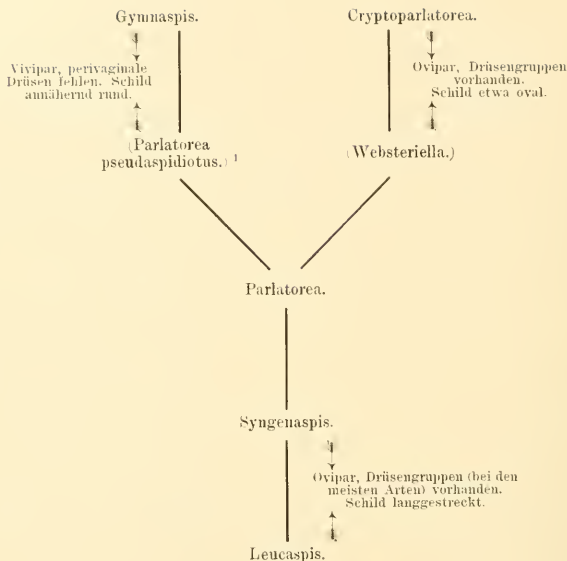 Gymnaspis.
Cryptoparlatorea.
Vivipar, perivaginale
Drüsen fehlen. Schild
annähernd rund.
Ovipar, Drüsengruppen
vorhanden.
Schild etwa oval.
(Parlatorea
pseudaspidiotus.) 1
(Websteriella.)
Parlatorea.
Syngenaspis.
Ovipar, Drüsengruppen (bei den
meisten Arten) vorhanden.
Schild langgestreckt.
Leucaspis.